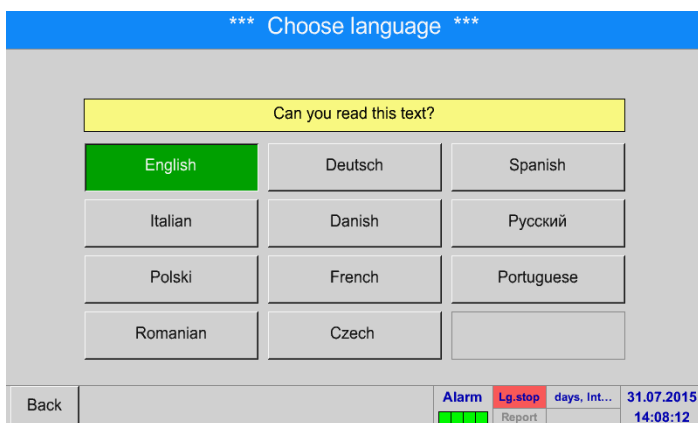 *** Choose language ***
Can you read this text?
English Deutsch Spanish
Italian Danish Русский
Polski French Portuguese
Romanian Czech
Back Alarm Lg.stop days, Int... 31.07.2015
Report 14:08:12